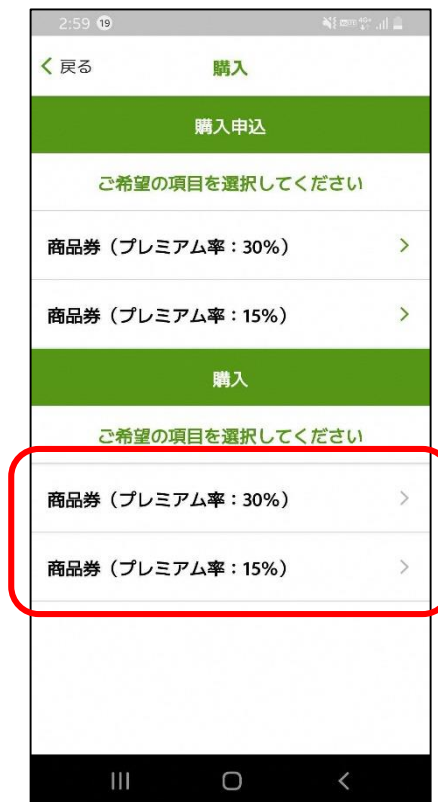 2:59 19
戻る 購入
購入申込
ご希望の項目を選択してください
商品券（プレミアム率：30%）
商品券（プレミアム率：15%）
購入
ご希望の項目を選択してください
商品券（プレミアム率：30%）
商品券（プレミアム率：15%）